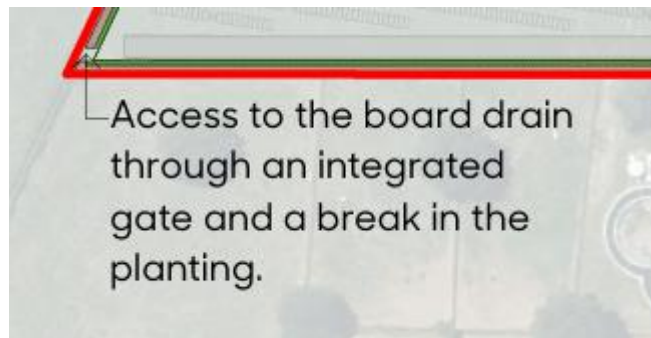 Access to the board drain
through an integrated
gate and a break in the
planting.